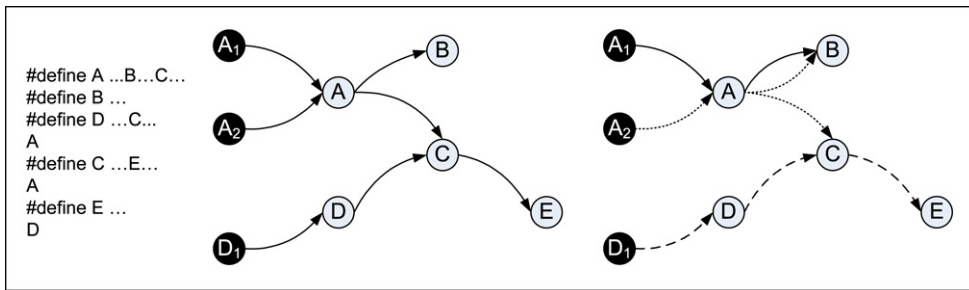 #define A ...B…C…
#define B …
#define D …C...
A
#define C …E…
A
#define E …
D
A1
A2
D1
A
D
B
C
E
A1
A2
D1
A
D
B
C
E